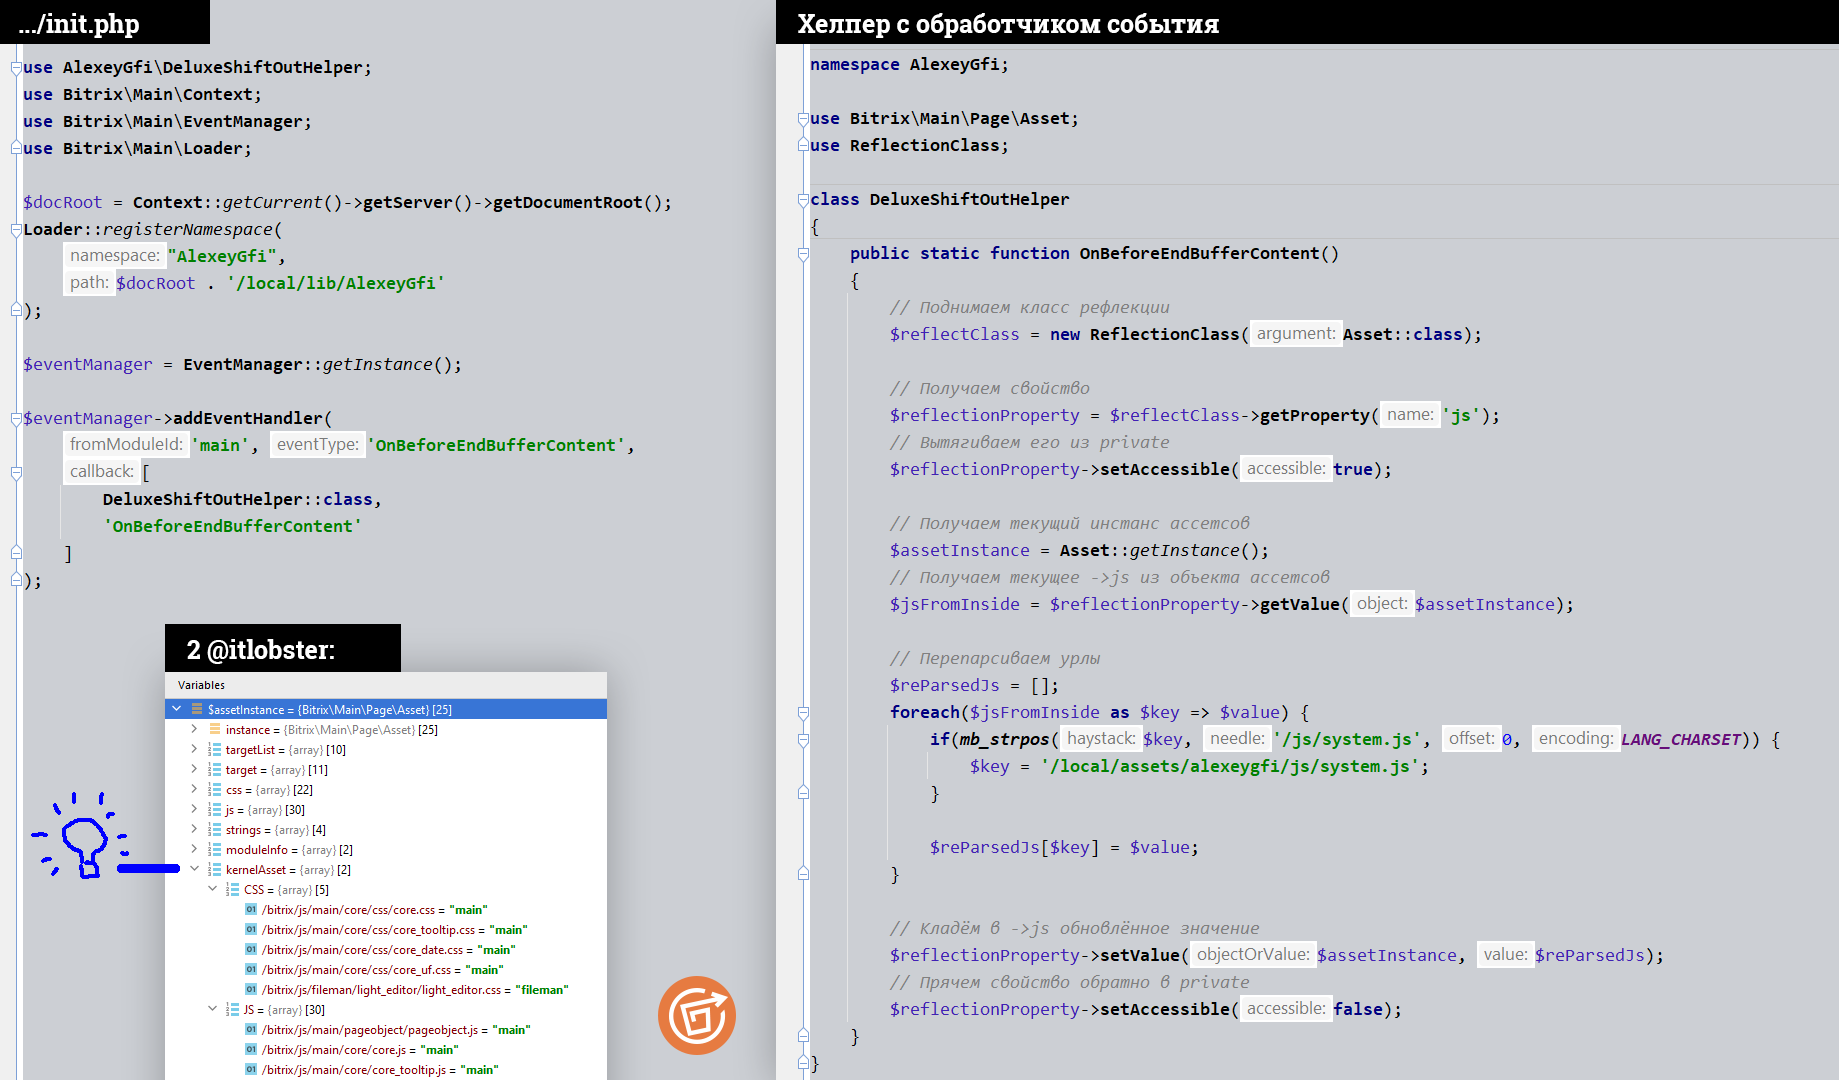 .../init.php
use AlexeyGfi\DeluxeShiftOutHelper;
use Bitrix\Main\Context;
use Bitrix\Main\EventManager;
use Bitrix\Main\Loader;
$docRoot = Context::getCurrent()->getServer()->getDocumentRoot();
Loader::registerNamespace(
namespace: "AlexeyGfi",
path: $docRoot . '/local/lib/AlexeyGfi'
);
$eventManager = EventManager::getInstance();
$eventManager->addEventHandler(
fromModuleId: 'main', eventType: 'OnBeforeEndBufferContent',
callback: [
DeluxeShiftOutHelper::class,
'OnBeforeEndBufferContent'
]
);
2 @itlobster:
Variables
$assetInstance = {Bitrix\Main\Page\Asset} [25]
instance = {Bitrix\Main\Page\Asset} [25]
targetList = {array} [10]
target = {array} [11]
css = {array} [22]
js = {array} [30]
strings = {array} [4]
moduleInfo = {array} [2]
kernelAsset = {array} [2]
CSS = {array} [5]
/bitrix/js/main/core/css/core.css = "main"
/bitrix/js/main/core/css/core_tooltip.css = "main"
/bitrix/js/main/core/css/core_date.css = "main"
/bitrix/js/main/core/css/core_uf.css = "main"
/bitrix/js/fileman/light_editor/light_editor.css = "fileman"
JS = {array} [30]
/bitrix/js/main/pageobject/pageobject.js = "main"
/bitrix/js/main/core/core.js = "main"
/bitrix/js/main/core/core_tooltip.js = "main"
Хелпер с обработчиком события
namespace AlexeyGfi;
use Bitrix\Main\Page\Asset;
use ReflectionClass;
class DeluxeShiftOutHelper
{
public static function OnBeforeEndBufferContent()
{
// Поднимаем класс рефлекции
$reflectClass = new ReflectionClass( argument: Asset::class);
// Получаем свойство
$reflectionProperty = $reflectClass->getProperty( name: 'js');
// Вытягиваем его из private
$reflectionProperty->setAccessible( accessible: true);
// Получаем текущий инстанс ассетсов
$assetInstance = Asset::getInstance();
// Получаем текущее ->js из объекта ассетсов
$jsFromInside = $reflectionProperty->getValue( object: $assetInstance);
// Перепарсиваем урлы
$reParsedJs = [];
foreach($jsFromInside as $key => $value) {
if(mb_strpos( haystack: $key, needle: '/js/system.js', offset: 0, encoding: LANG_CHARSET)) {
$key = '/local/assets/alexeygfi/js/system.js';
}
$reParsedJs[$key] = $value;
}
// Кладём в ->js обновлённое значение
$reflectionProperty->setValue( objectOrValue: $assetInstance, value: $reParsedJs);
// Прячем свойство обратно в private
$reflectionProperty->setAccessible( accessible: false);
}
}